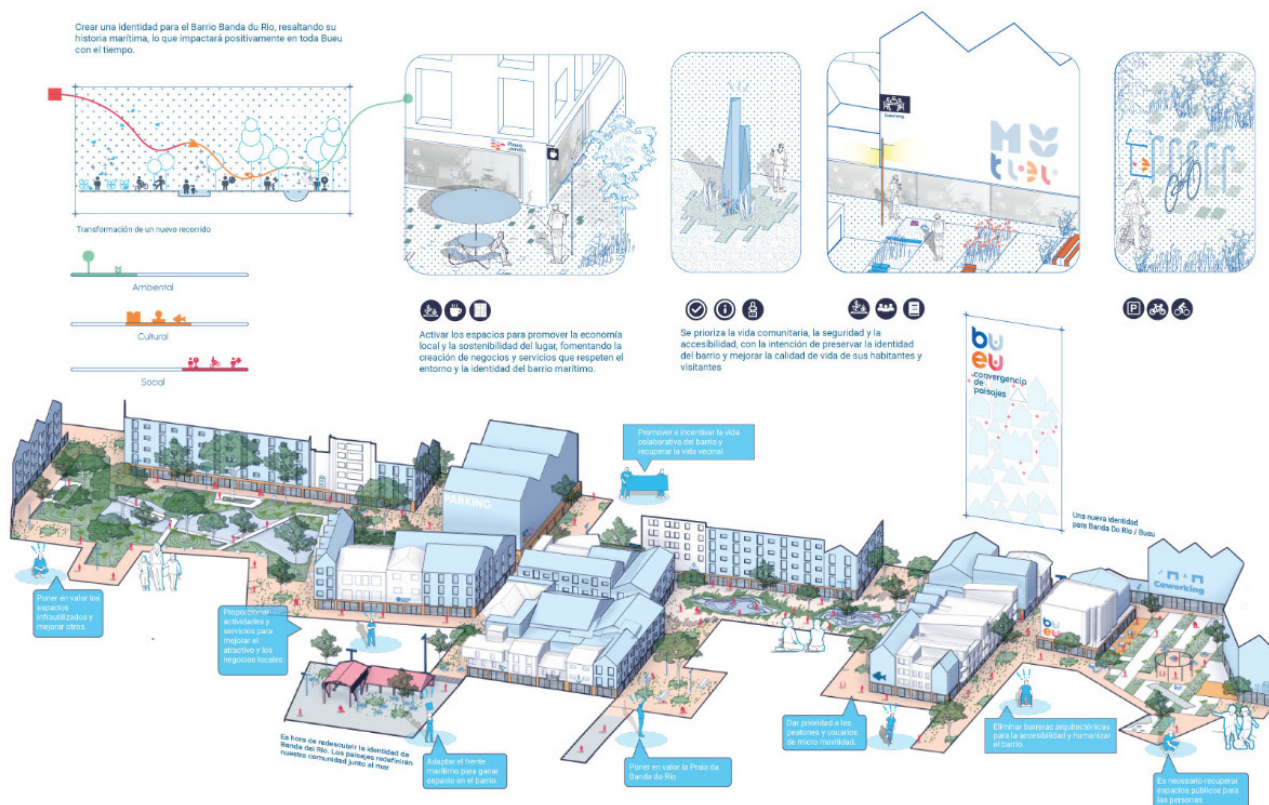 Crear una identidad para el Barrio Banda du Río, resaltando su
historia marítima, lo que impactará positivamente en toda Bueu
con el tiempo.
Transformación de un nuevo recorrido
Ambiental
Cultural
Social
Coworking
Activar los espacios para promover la economía
local y la sostenibilidad del lugar, fomentando la
creación de negocios y servicios que respeten el
entorno y la identidad del barrio marítimo.
Se prioriza la vida comunitaria, la seguridad y la
accesibilidad, con la intención de preservar la identidad
del barrio y mejorar la calidad de vida de sus habitantes y
visitantes
P
bu
eu
convergencia
de
paisajes
Una nueva identidad
para Banda Do Río / Bueu
Promover e incentivar la vida
colaborativa del barrio y
recuperar la vida vecinal.
PARKING
Coworking
bu
eu
Poner en valor los
espacios
infrautilizados y
mejorar otros.
Proporcionar
actividades y
servicios para
mejorar el
atractivo y los
negocios locales.
Es hora de redescubrir la identidad de
Banda del Río. Los paisajes redefinirán
nuestra comunidad junto al mar
Adaptar el frente
marítimo para ganar
espacio en el barrio.
Poner en valor la Praia da
Banda do Río
Dar prioridad a los
peatones y usuarios
de micro movilidad.
Eliminar barreras arquitectónicas
para la accesibilidad y humanizar
el barrio.
Es necesario recuperar
espacios públicos para
las personas